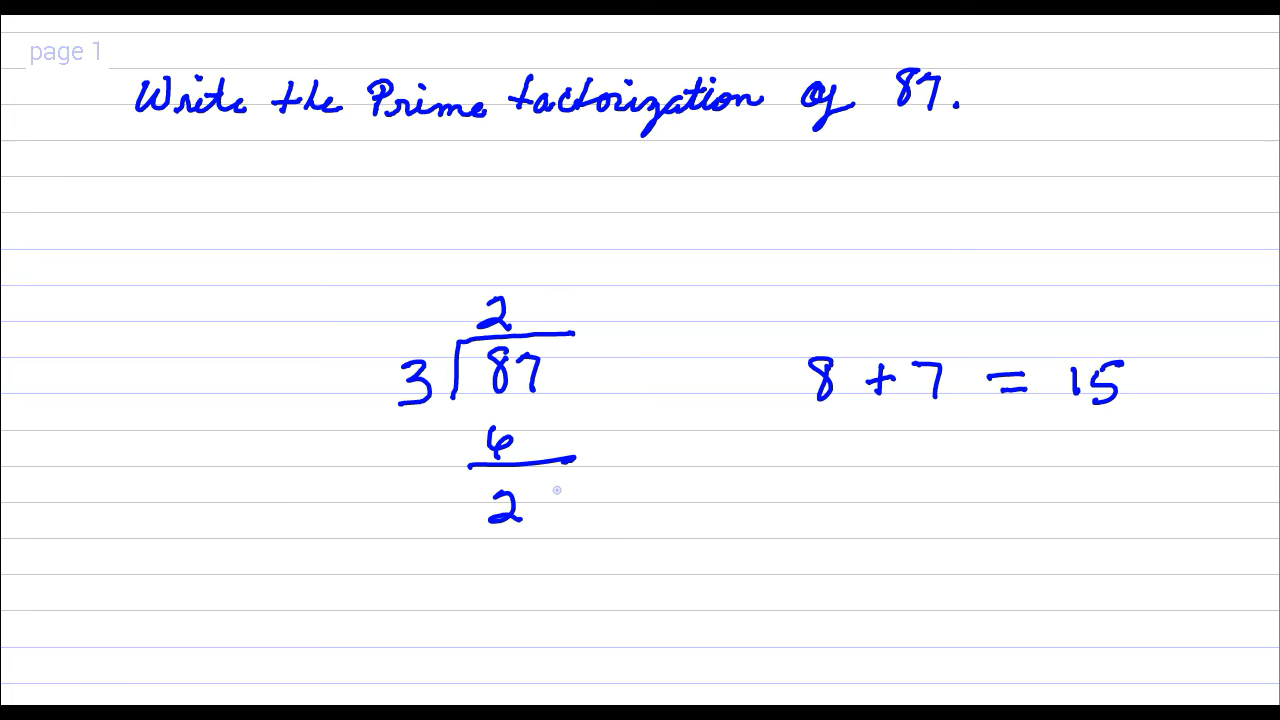 page 1
Write the Prime factorization of 87.
2
3 87 8 + 7 = 15
6
2